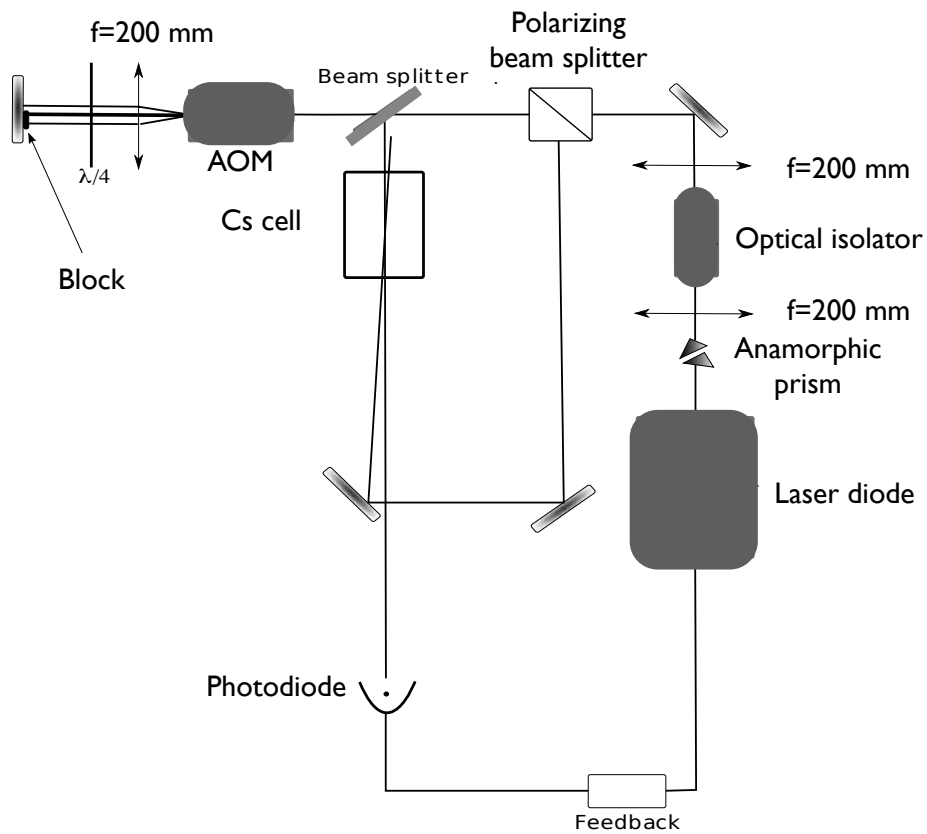 f=200 mm
Polarizing
beam splitter
Beam splitter
AOM
λ/4
f=200 mm
Cs cell
Optical isolator
Block
f=200 mm
Anamorphic
prism
Laser diode
Photodiode
Feedback